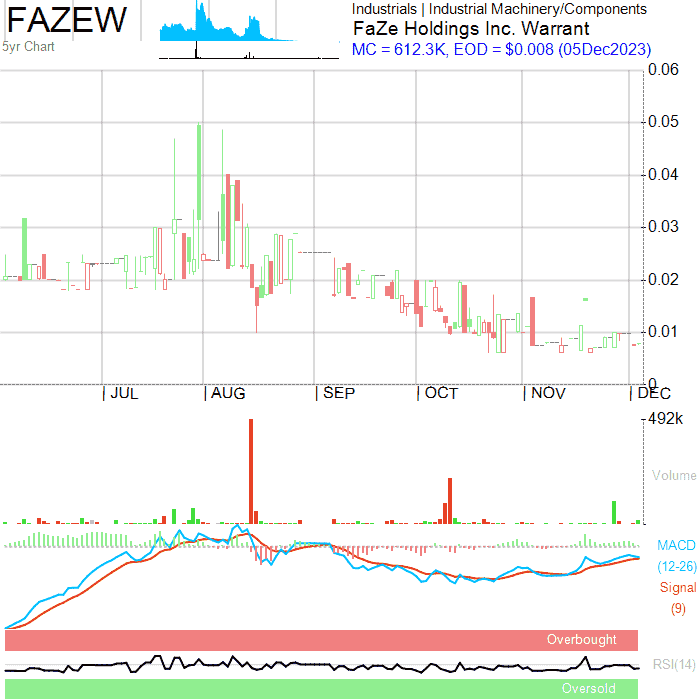 FAZEW
5yr Chart
Industrials | Industrial Machinery/Components
FaZe Holdings Inc. Warrant
MC = 612.3K, EOD = $0.008 (05Dec2023)
0.06
0.05
0.04
0.03
0.02
0.01
0
JUL AUG SEP OCT NOV DEC
492K
Volume
MACD
(12-26)
Signal
(9)
Overbought
RSI(14)
Oversold